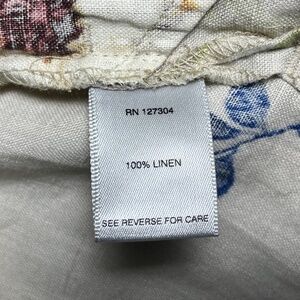 RN 127304
100% LINEN
SEE REVERSE FOR CARE